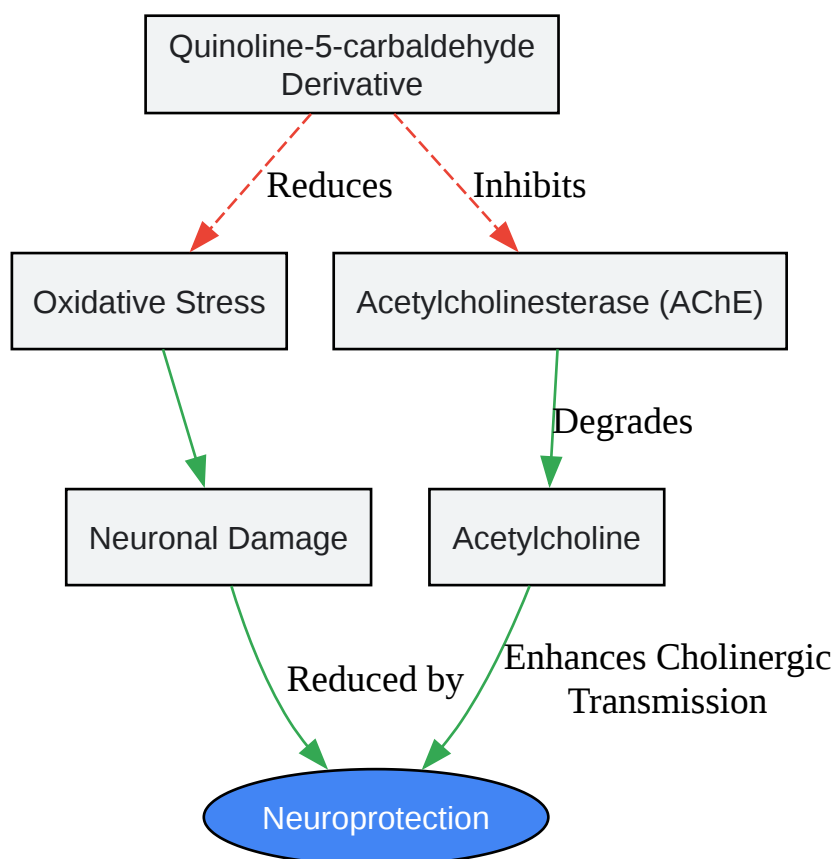 Quinoline-5-carbaldehyde
Derivative
Reduces
Inhibits
Oxidative Stress
Acetylcholinesterase (AChE)
Degrades
Neuronal Damage
Acetylcholine
Reduced by
Enhances Cholinergic
Transmission
Neuroprotection